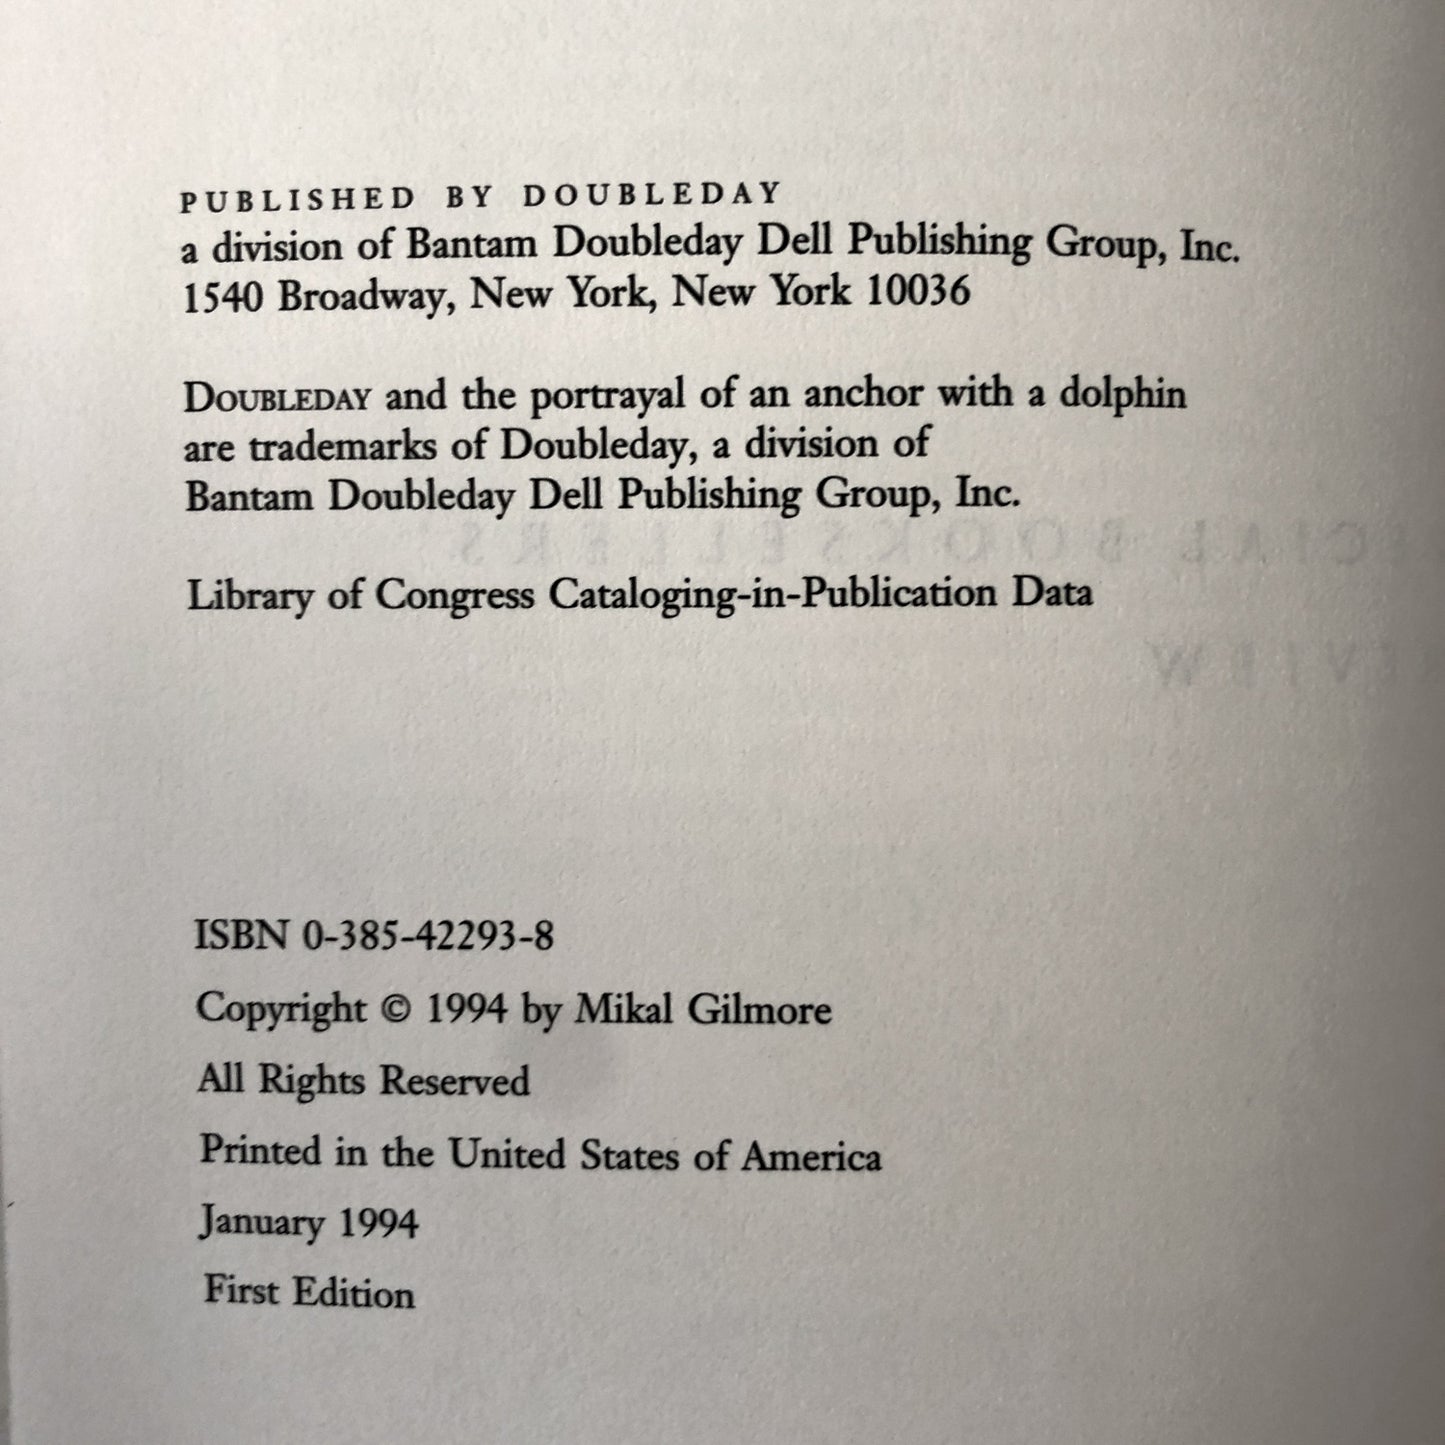 PUBLISHED BY DOUBLEDAY
a division of Bantam Doubleday Dell Publishing Group, Inc.
1540 Broadway, New York, New York 10036
DOUBLEDAY and the portrayal of an anchor with a dolphin
are trademarks of Doubleday, a division of
Bantam Doubleday Dell Publishing Group, Inc.
CIAL BOOKSELLERS
Library of Congress Cataloging-in-Publication Data
EVIEW
ISBN 0-385-42293-8
Copyright © 1994 by Mikal Gilmore
All Rights Reserved
Printed in the United States of America
January 1994
First Edition